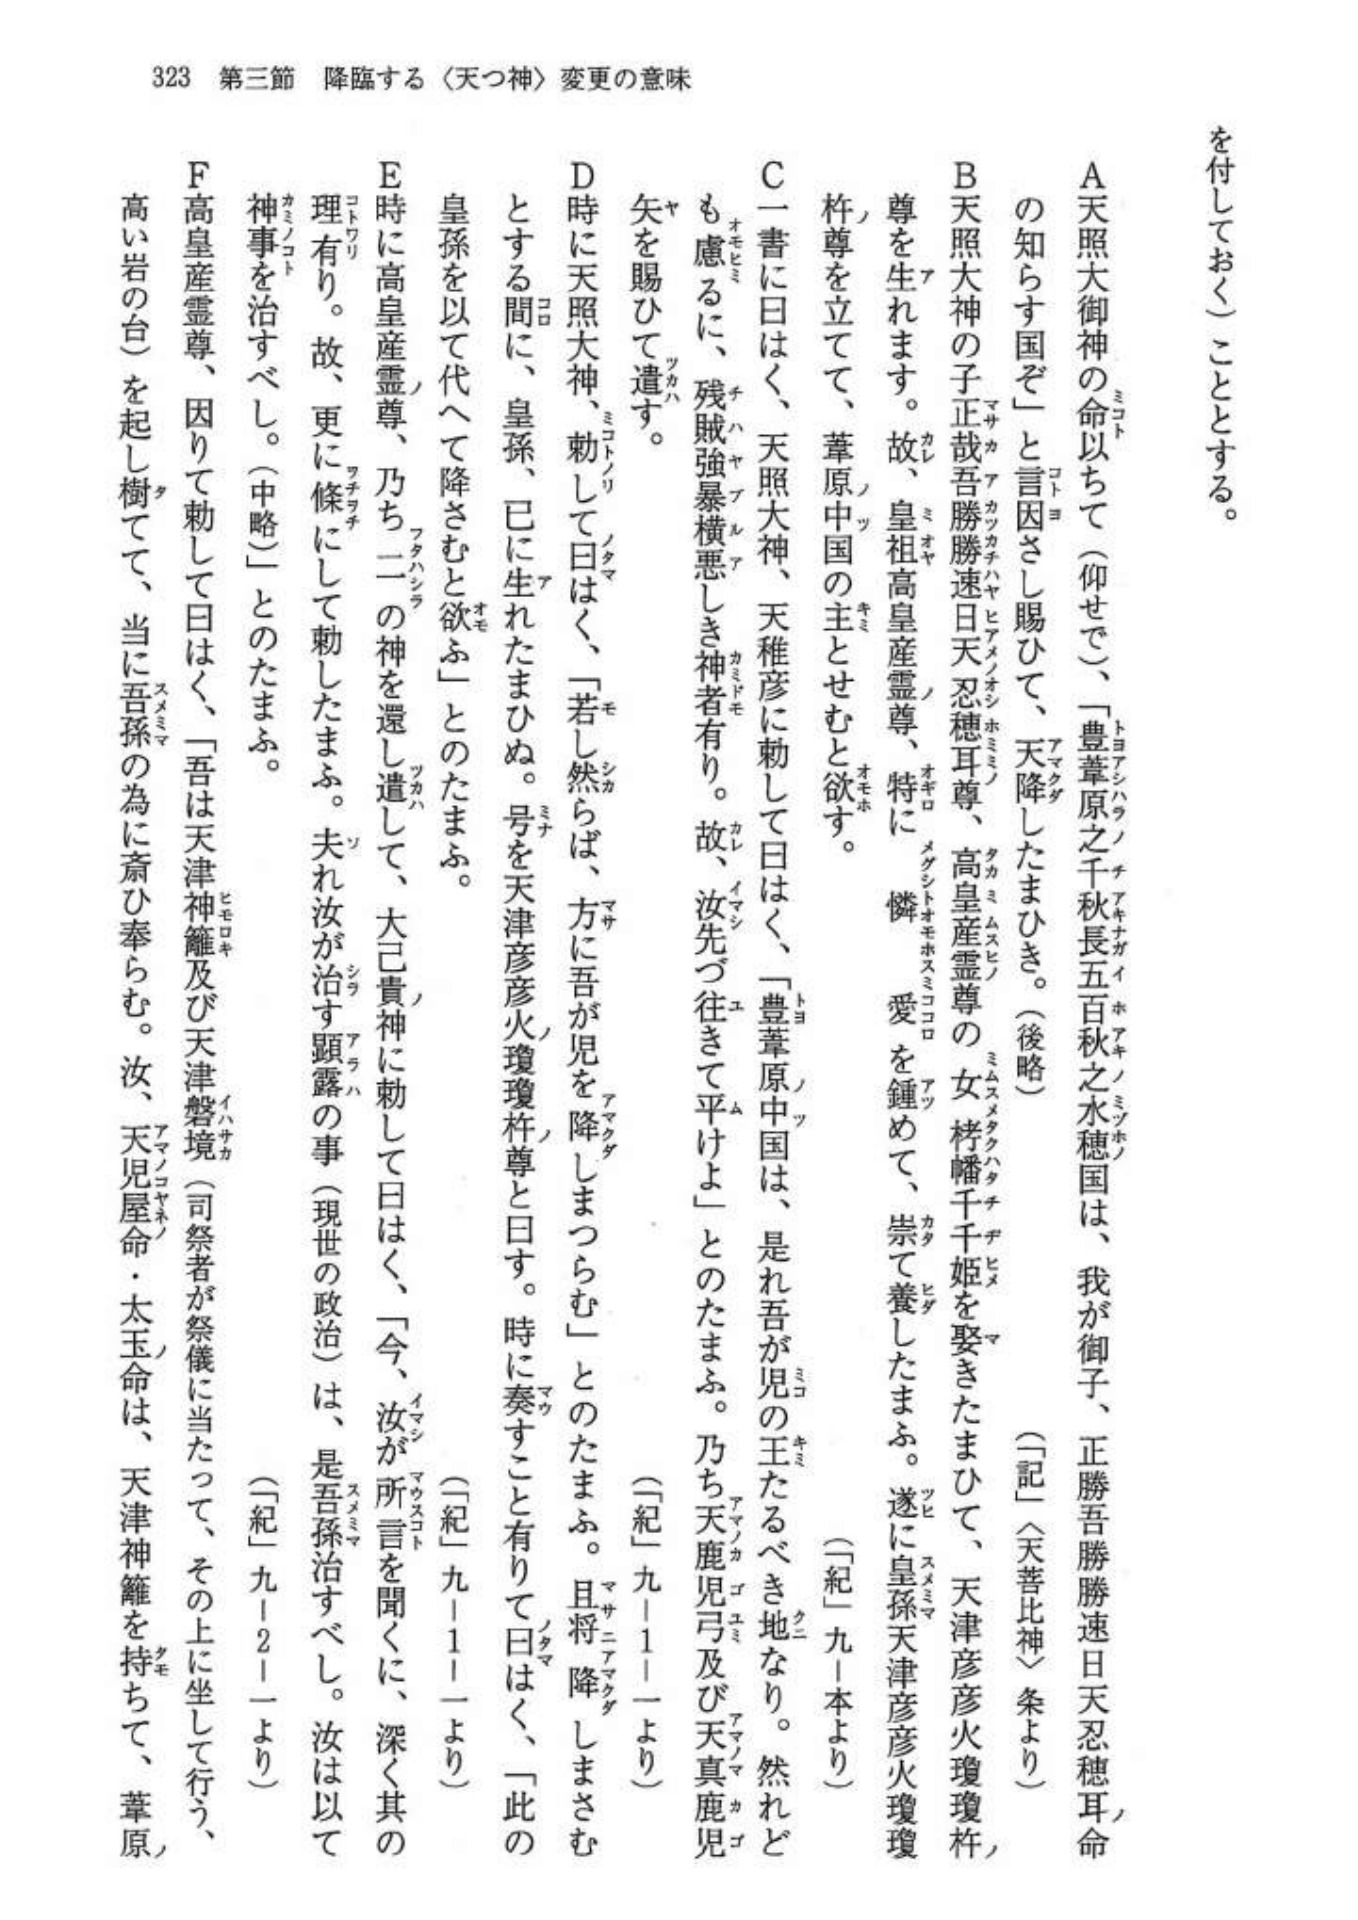 323　第三節　降臨する〈天つ神〉変更の意味
を付しておく）こととする。
A天照大御神の命以ちて（仰せで）、「豊葦原之千秋長五百秋之水穂国は、我が御子、正勝吾勝勝速日天忍穂耳命
の知らす国ぞ」と言因さし賜ひて、天降したまひき。（後略）　（「記」〈天菩比神〉条より）
B天照大神の子正哉吾勝勝速日天忍穂耳尊、高皇産霊尊の女栲幡千千姫を娶きたまひて、天津彦彦火瓊瓊杵
尊を生れます。故、皇祖高皇産霊尊、特に憐愛を鍾めて、崇て養したまふ。遂に皇孫天津彦彦火瓊瓊
杵尊を立てて、葦原中国の主とせむと欲す。　（「紀」九－本より）
C一書に曰はく、天照大神、天稚彦に勅して曰はく、「豊葦原中国は、是れ吾が児の王たるべき地なり。然れど
も慮るに、残賊強暴横悪しき神者有り。故、汝先づ往きて平けよ」とのたまふ。乃ち天鹿児弓及び天真鹿児
矢を賜ひて遣す。　（「紀」九－1－一より）
D時に天照大神、勅して曰はく、「若し然らば、方に吾が児を降しまつらむ」とのたまふ。且将降しまさむ
とする間に、皇孫、已に生れたまひぬ。号を天津彦彦火瓊瓊杵尊と曰す。時に奏すこと有りて曰はく、「此の
皇孫を以て代へて降さむと欲ふ」とのたまふ。　（「紀」九－1－一より）
E時に高皇産霊尊、乃ち二の神を還し遣して、大己貴神に勅して曰はく、「今、汝が所言を聞くに、深く其の
理有り。故、更に條にして勅したまふ。夫れ汝が治す顕露の事（現世の政治）は、是吾孫治すべし。汝は以て
神事を治すべし。（中略）」とのたまふ。　（「紀」九－2－一より）
F高皇産霊尊、因りて勅して曰はく、「吾は天津神籬及び天津磐境（司祭者が祭儀に当たって、その上に坐して行う、
高い岩の台）を起し樹てて、当に吾孫の為に斎ひ奉らむ。汝、天児屋命・太玉命は、天津神籬を持ちて、葦原